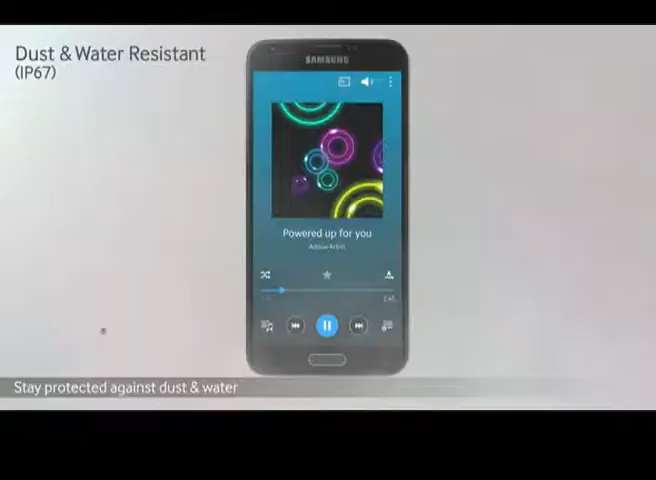 Dust & Water Resistant
(IP67)
SAMSUNG
Powered up for you
Stay protected against dust & water